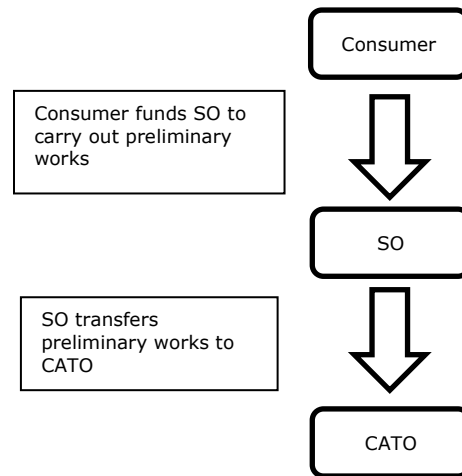 Consumer
Consumer funds SO to
carry out preliminary
works
SO
SO transfers
preliminary works to
CATO
CATO